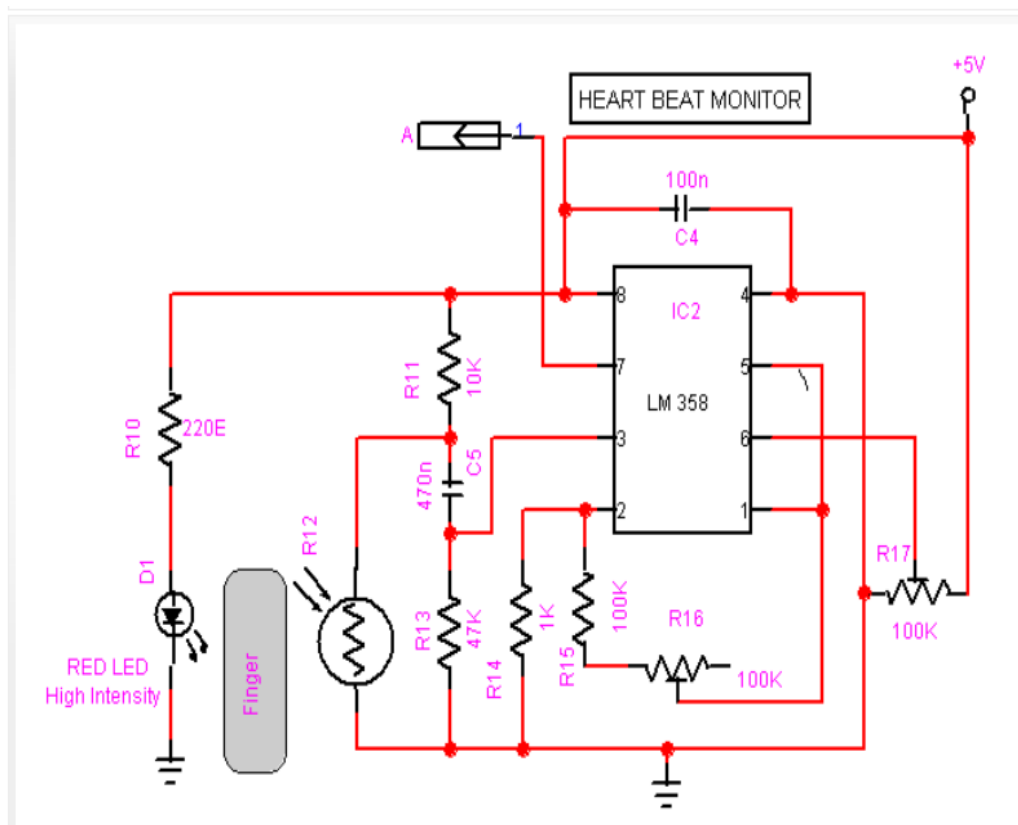 +5V
HEART BEAT MONITOR
A
1
100n
C4
8
4
IC2
R11
10K
7
5
LM 358
R10
220E
3
6
C5
470n
2
1
R12
R17
D1
R13
47K
1K
R14
100K
R15
R16
100K
100K
RED LED
High Intensity
Finger